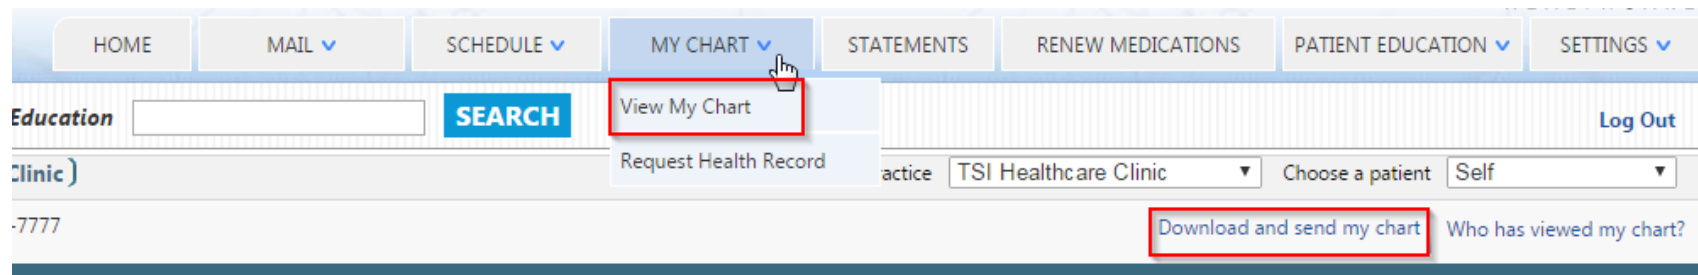 HOME MAIL SCHEDULE MY CHART STATEMENTS RENEW MEDICATIONS PATIENT EDUCATION SETTINGS
Education SEARCH View My Chart Log Out
Clinic) Request Health Record actice TSI Healthcare Clinic Choose a patient Self
-7777 Download and send my chart Who has viewed my chart?